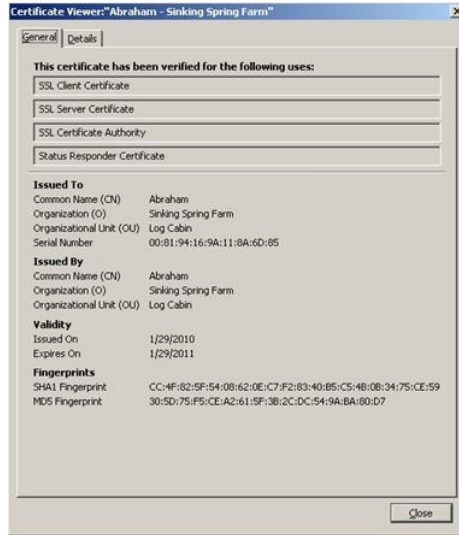 Certificate Viewer:"Abraham - Sinking Spring Farm"
General Details
This certificate has been verified for the following uses:
SSL Client Certificate
SSL Server Certificate
SSL Certificate Authority
Status Responder Certificate
Issued To
Common Name (CN) Abraham
Organization (O) Sinking Spring Farm
Organizational Unit (OU) Log Cabin
Serial Number 00:81:94:16:9A:11:8A:6D:85
Issued By
Common Name (CN) Abraham
Organization (O) Sinking Spring Farm
Organizational Unit (OU) Log Cabin
Validity
Issued On 1/29/2010
Expires On 1/29/2011
Fingerprints
SHA1 Fingerprint CC:4F:82:5F:54:08:62:0E:C7:F2:83:40:B5:C5:4B:0B:34:75:CE:59
MD5 Fingerprint 30:5D:75:F5:CE:A2:61:5F:3B:2C:DC:54:9A:BA:80:D7
Close